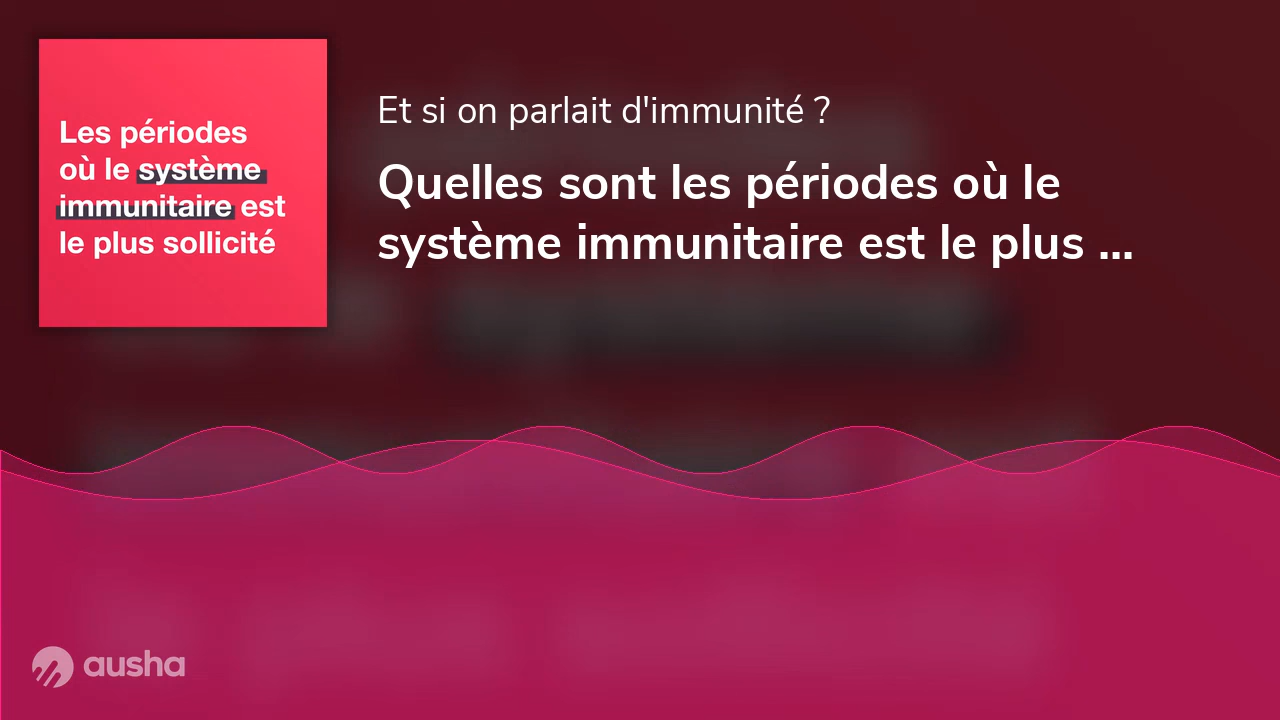 Les périodes
où le système
immunitaire est
le plus sollicité
Et si on parlait d'immunité ?
Quelles sont les périodes où le
système immunitaire est le plus ...
ausha